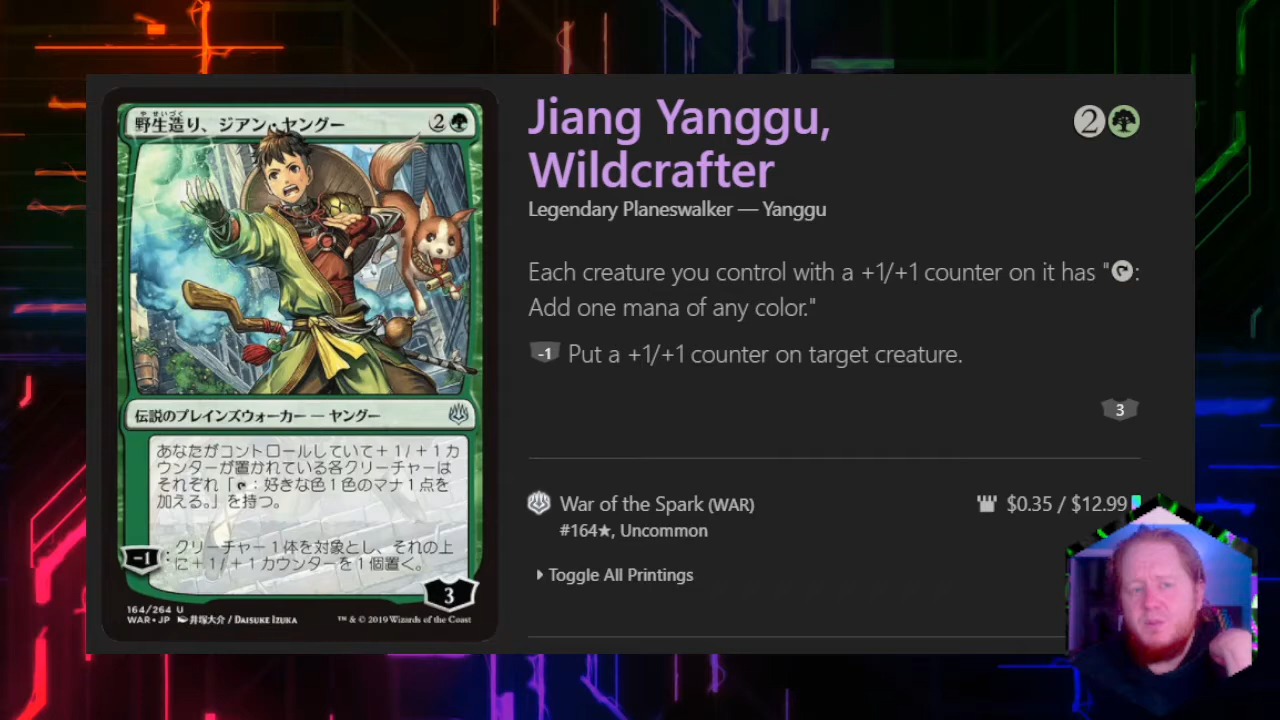 やせいづく
野生造り、ジアン・ヤングー 2
伝説のプレインズウォーカー — ヤングー
あなたがコントロールしていて+1/+1カ
ウンターが置かれている各クリーチャーは
それぞれ「:好きな色1色のマナ1点を
加える。」を持つ。
-1:クリーチャー1体を対象とし、それの上
に+1/+1カウンターを1個置く。
3
164/264 U
WAR • JP 井塚大介 / DAISUKE IZUKA
™ & © 2019 Wizards of the Coast
Jiang Yanggu,
Wildcrafter
2
Legendary Planeswalker — Yanggu
Each creature you control with a +1/+1 counter on it has ":
Add one mana of any color."
-1 Put a +1/+1 counter on target creature.
3
War of the Spark (WAR)
$0.35 / $12.99
#164★, Uncommon
Toggle All Printings